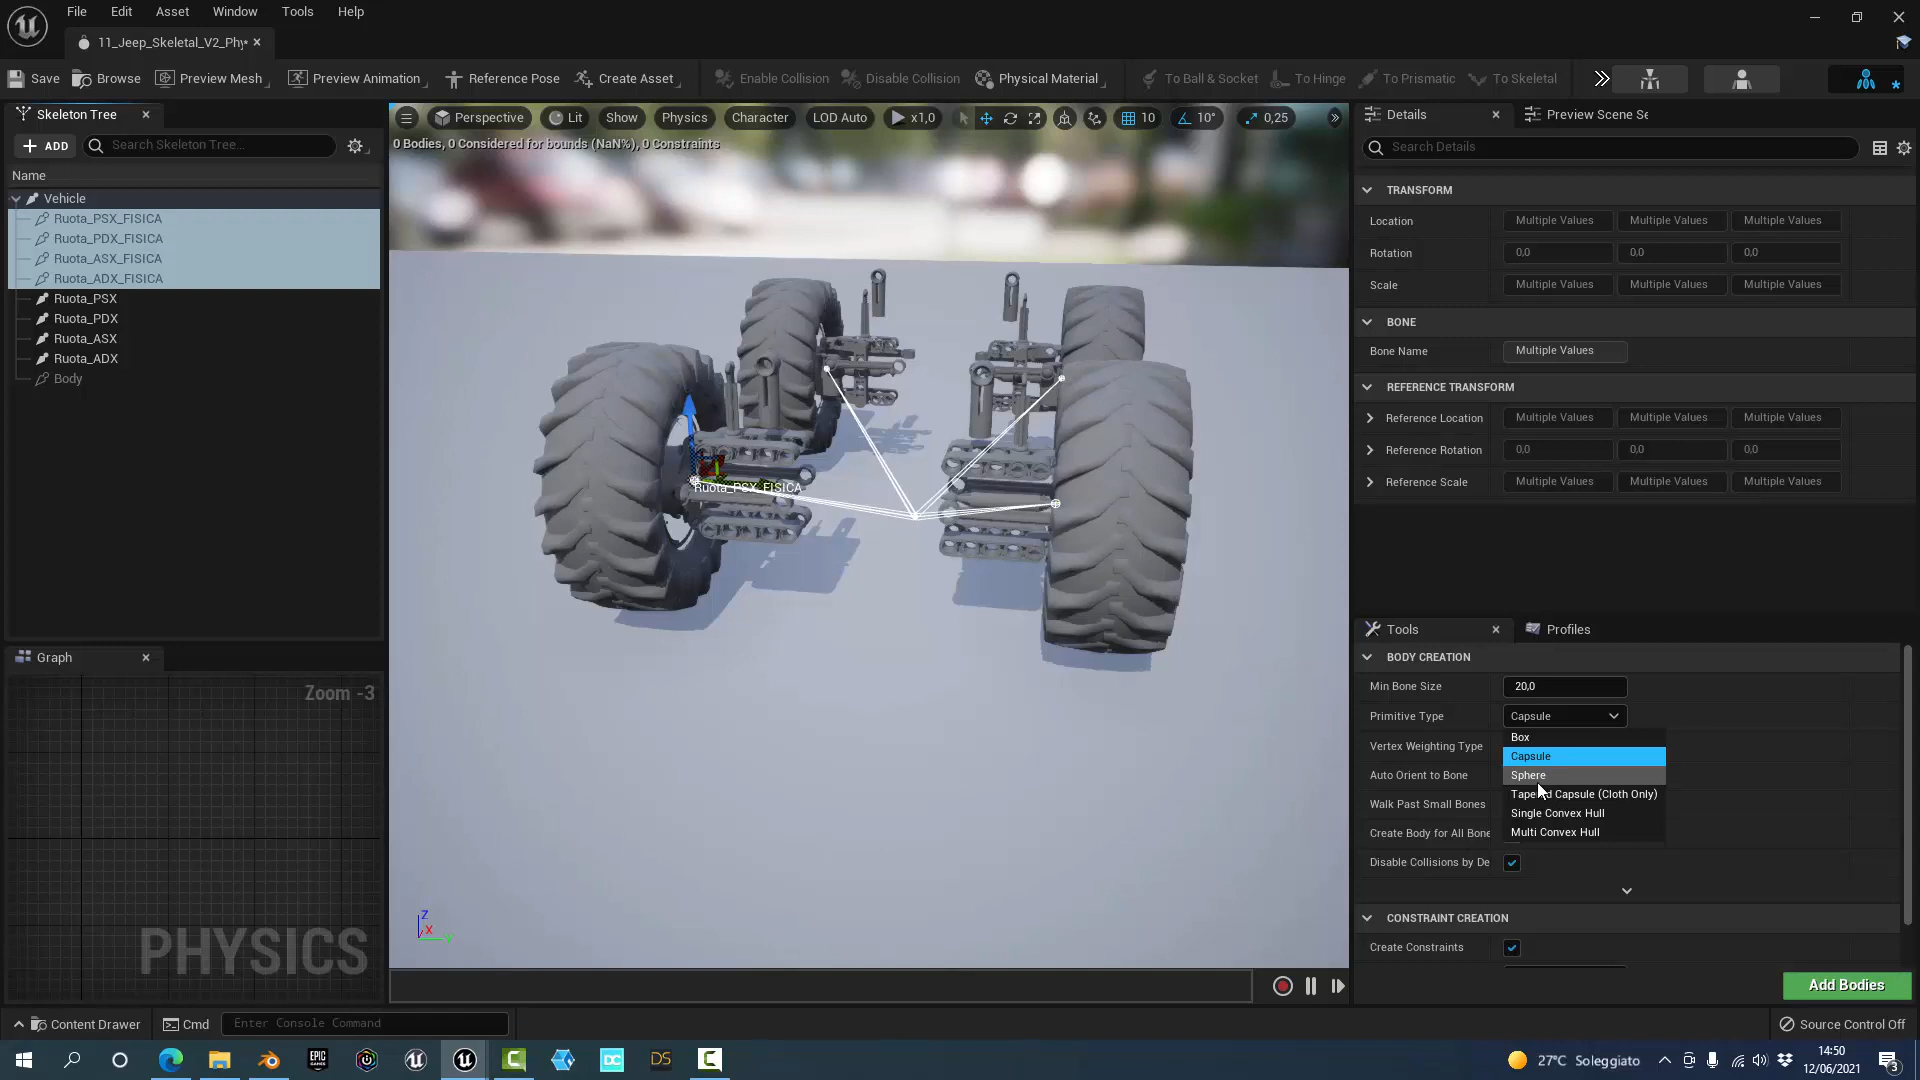 File Edit Asset Window Tools Help
11_Jeep_Skeletal_V2_Phy*
Save Browse Preview Mesh Preview Animation Reference Pose Create Asset Enable Collision Disable Collision Physical Material To Ball & Socket To Hinge To Prismatic To Skeletal
Skeleton Tree
ADD Search Skeleton Tree...
Name
Vehicle
Ruota_PSX_FISICA
Ruota_PDX_FISICA
Ruota_ASX_FISICA
Ruota_ADX_FISICA
Ruota_PSX
Ruota_PDX
Ruota_ASX
Ruota_ADX
Body
Graph
Zoom -3
PHYSICS
Perspective Lit Show Physics Character LOD Auto x1,0 10 10° 0,25
0 Bodies, 0 Considered for bounds (NaN%), 0 Constraints
Ruota_PSX_FISICA
Z
X
Y
Details Preview Scene Se
Search Details
TRANSFORM
Location Multiple Values Multiple Values Multiple Values
Rotation 0,0 0,0 0,0
Scale Multiple Values Multiple Values Multiple Values
BONE
Bone Name Multiple Values
REFERENCE TRANSFORM
Reference Location Multiple Values Multiple Values Multiple Values
Reference Rotation 0,0 0,0 0,0
Reference Scale Multiple Values Multiple Values Multiple Values
Tools Profiles
BODY CREATION
Min Bone Size 20,0
Primitive Type Capsule
Box
Vertex Weighting Type
Capsule
Auto Orient to Bone Sphere
Capsule (Cloth Only)
Walk Past Small Bones
Single Convex Hull
Create Body for All Bone Multi Convex Hull
Disable Collisions by De
CONSTRAINT CREATION
Create Constraints
Add Bodies
Content Drawer Cmd Enter Console Command Source Control Off
EPIC GAMES DC DS 27°C Soleggiato 14:50
12/06/2021 3